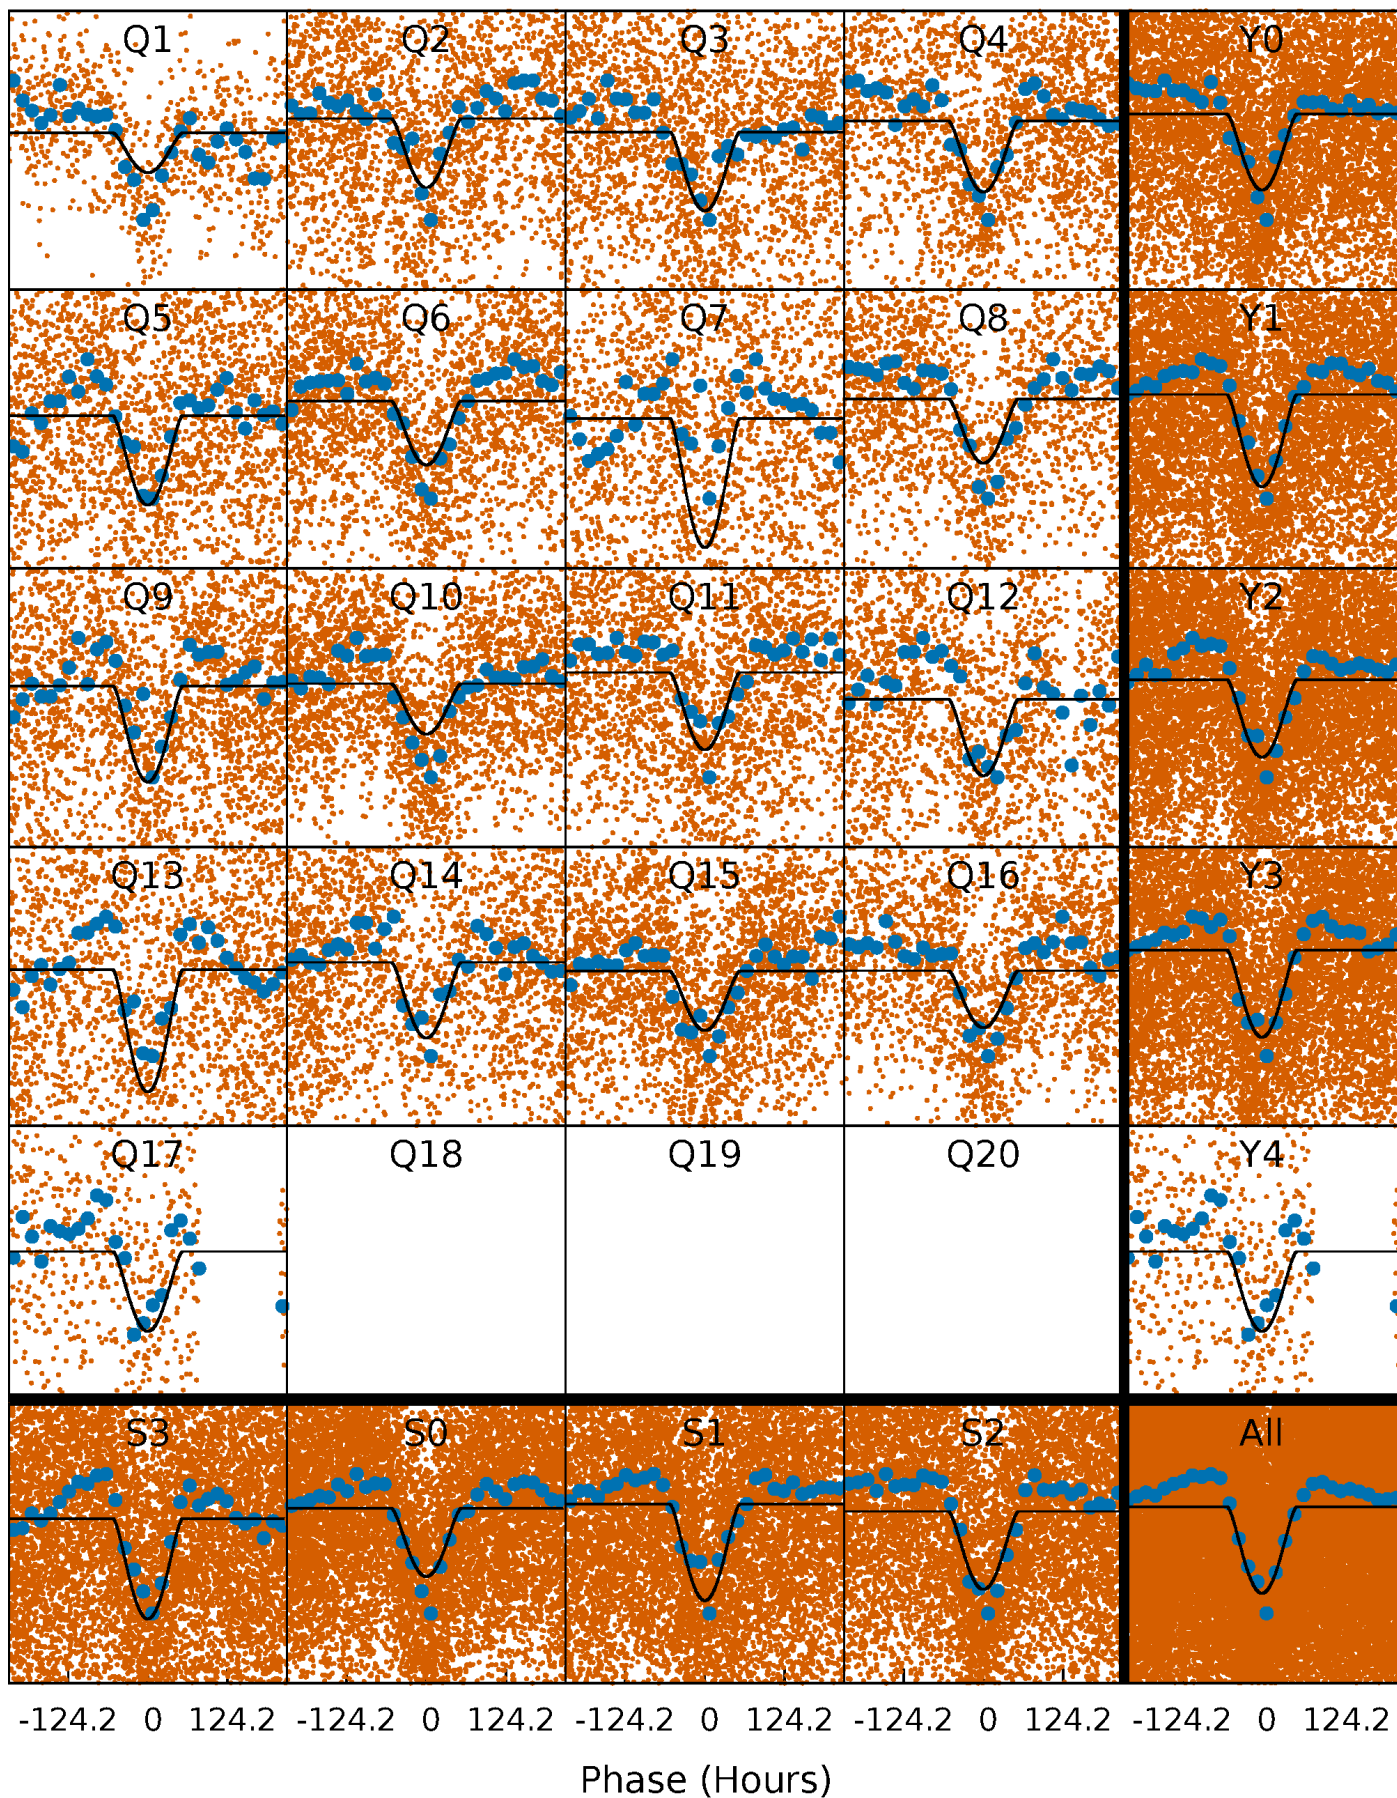 Q1 Q2 Q3 Q4 Y0
Q5 Q6 Q7 Q8 Y1
Q9 Q10 Q11 Q12 Y2
Q13 Q14 Q15 Q16 Y3
Q17 Q18 Q19 Q20 Y4
S3 S0 S1 S2 All
-124.2 0 124.2 -124.2 0 124.2 -124.2 0 124.2 -124.2 0 124.2 -124.2 0 124.2
Phase (Hours)